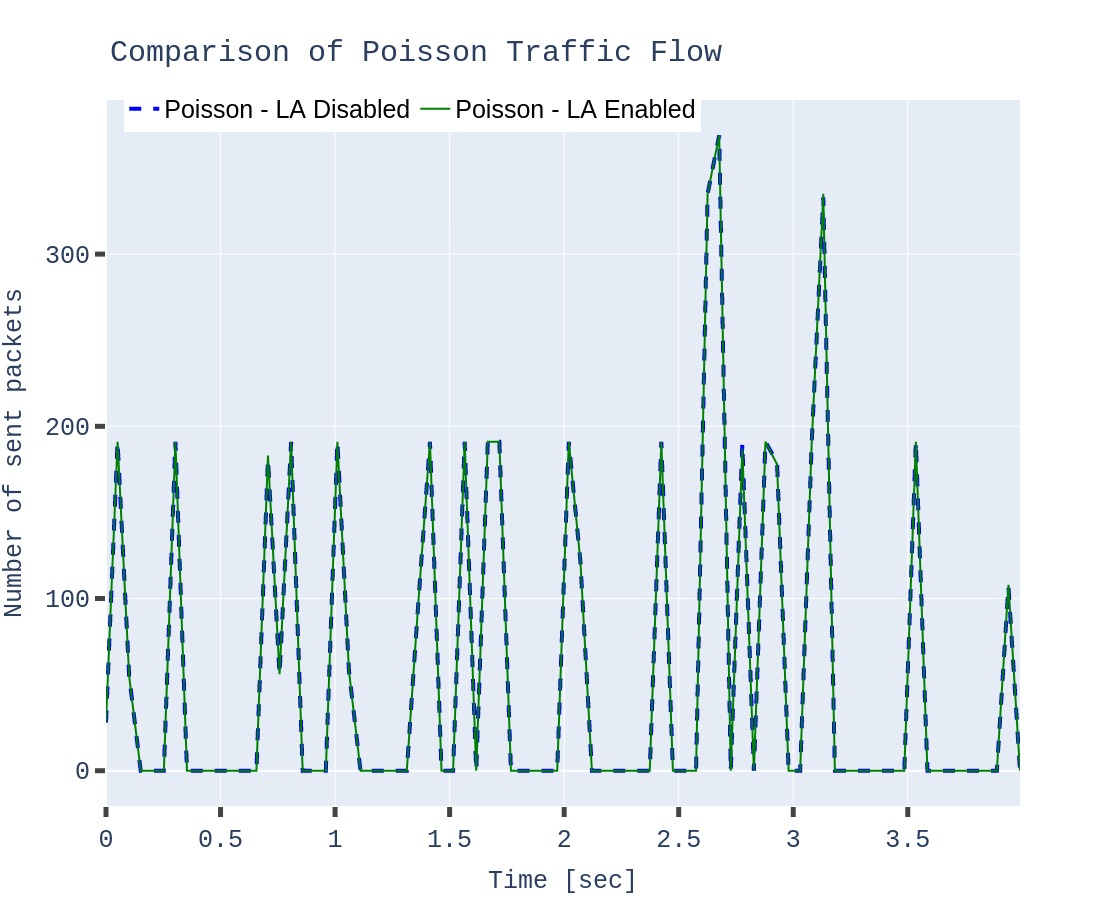 Comparison of Poisson Traffic Flow
Poisson - LA Disabled
Poisson - LA Enabled
Number of sent packets
300
200
100
0
0
0.5
1
1.5
2
2.5
3
3.5
Time [sec]